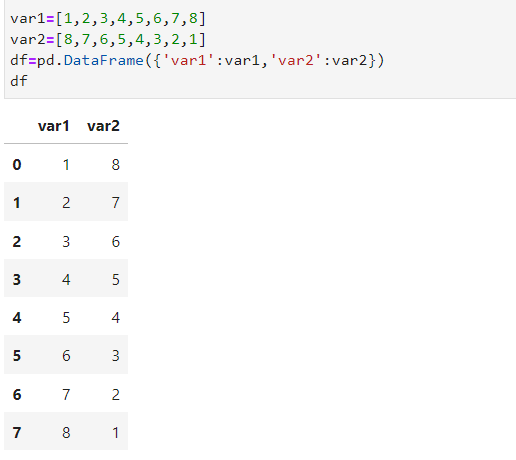 var1=[1,2,3,4,5,6,7,8]
var2=[8,7,6,5,4,3,2,1]
df=pd.DataFrame({'var1':var1,'var2':var2})
df
var1 var2
0 1 8
1 2 7
2 3 6
3 4 5
4 5 4
5 6 3
6 7 2
7 8 1